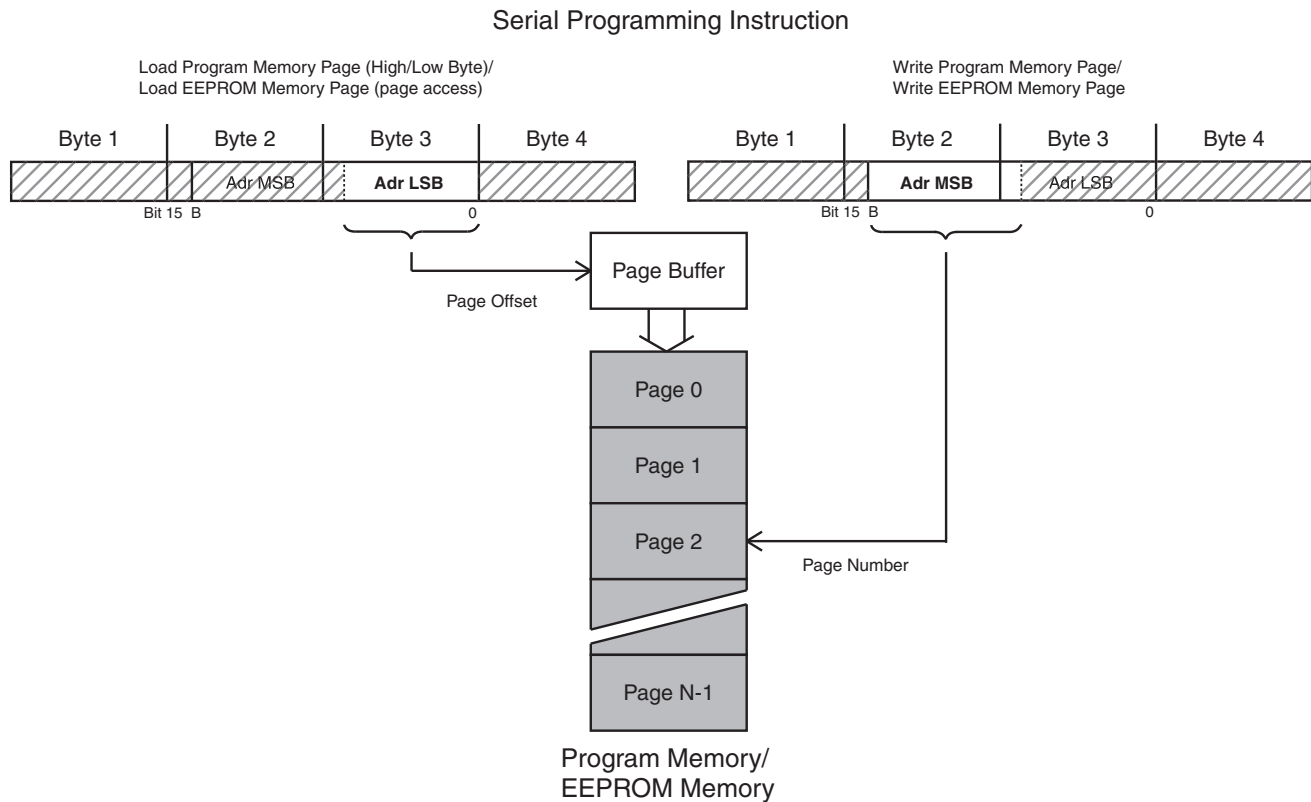 Serial Programming Instruction
Load Program Memory Page (High/Low Byte)/
Load EEPROM Memory Page (page access)
Write Program Memory Page/
Write EEPROM Memory Page
Byte 1 Byte 2 Byte 3 Byte 4
Byte 1 Byte 2 Byte 3 Byte 4
Adr MSB Adr LSB
Adr MSB Adr LSB
Bit 15 B 0
Bit 15 B 0
Page Buffer
Page Offset
Page 0
Page 1
Page 2
Page Number
Page N-1
Program Memory/
EEPROM Memory